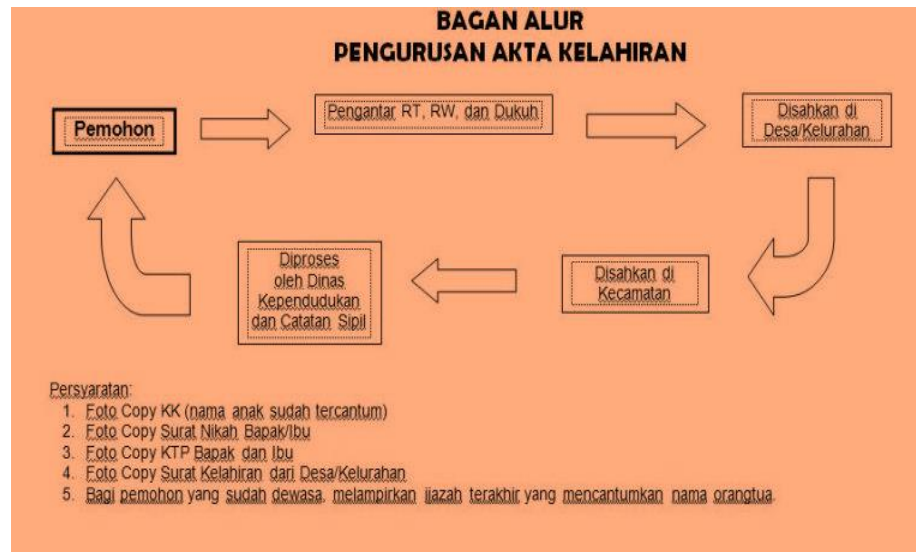 BAGAN ALUR
PENGURUSAN AKTA KELAHIRAN
Pemohon
Pengantar RT, RW, dan Dukuh
Disahkan di
Desa/Kelurahan
Disahkan di
Kecamatan
Diproses
oleh Dinas
Kependudukan
dan Catatan Sipil
Persyaratan:
1. Foto Copy KK (nama anak sudah tercantum)
2. Foto Copy Surat Nikah Bapak/Ibu
3. Foto Copy KTP Bapak dan Ibu
4. Foto Copy Surat Kelahiran dari Desa/Kelurahan
5. Bagi pemohon yang sudah dewasa, melampirkan ijazah terakhir yang mencantumkan nama orangtua.